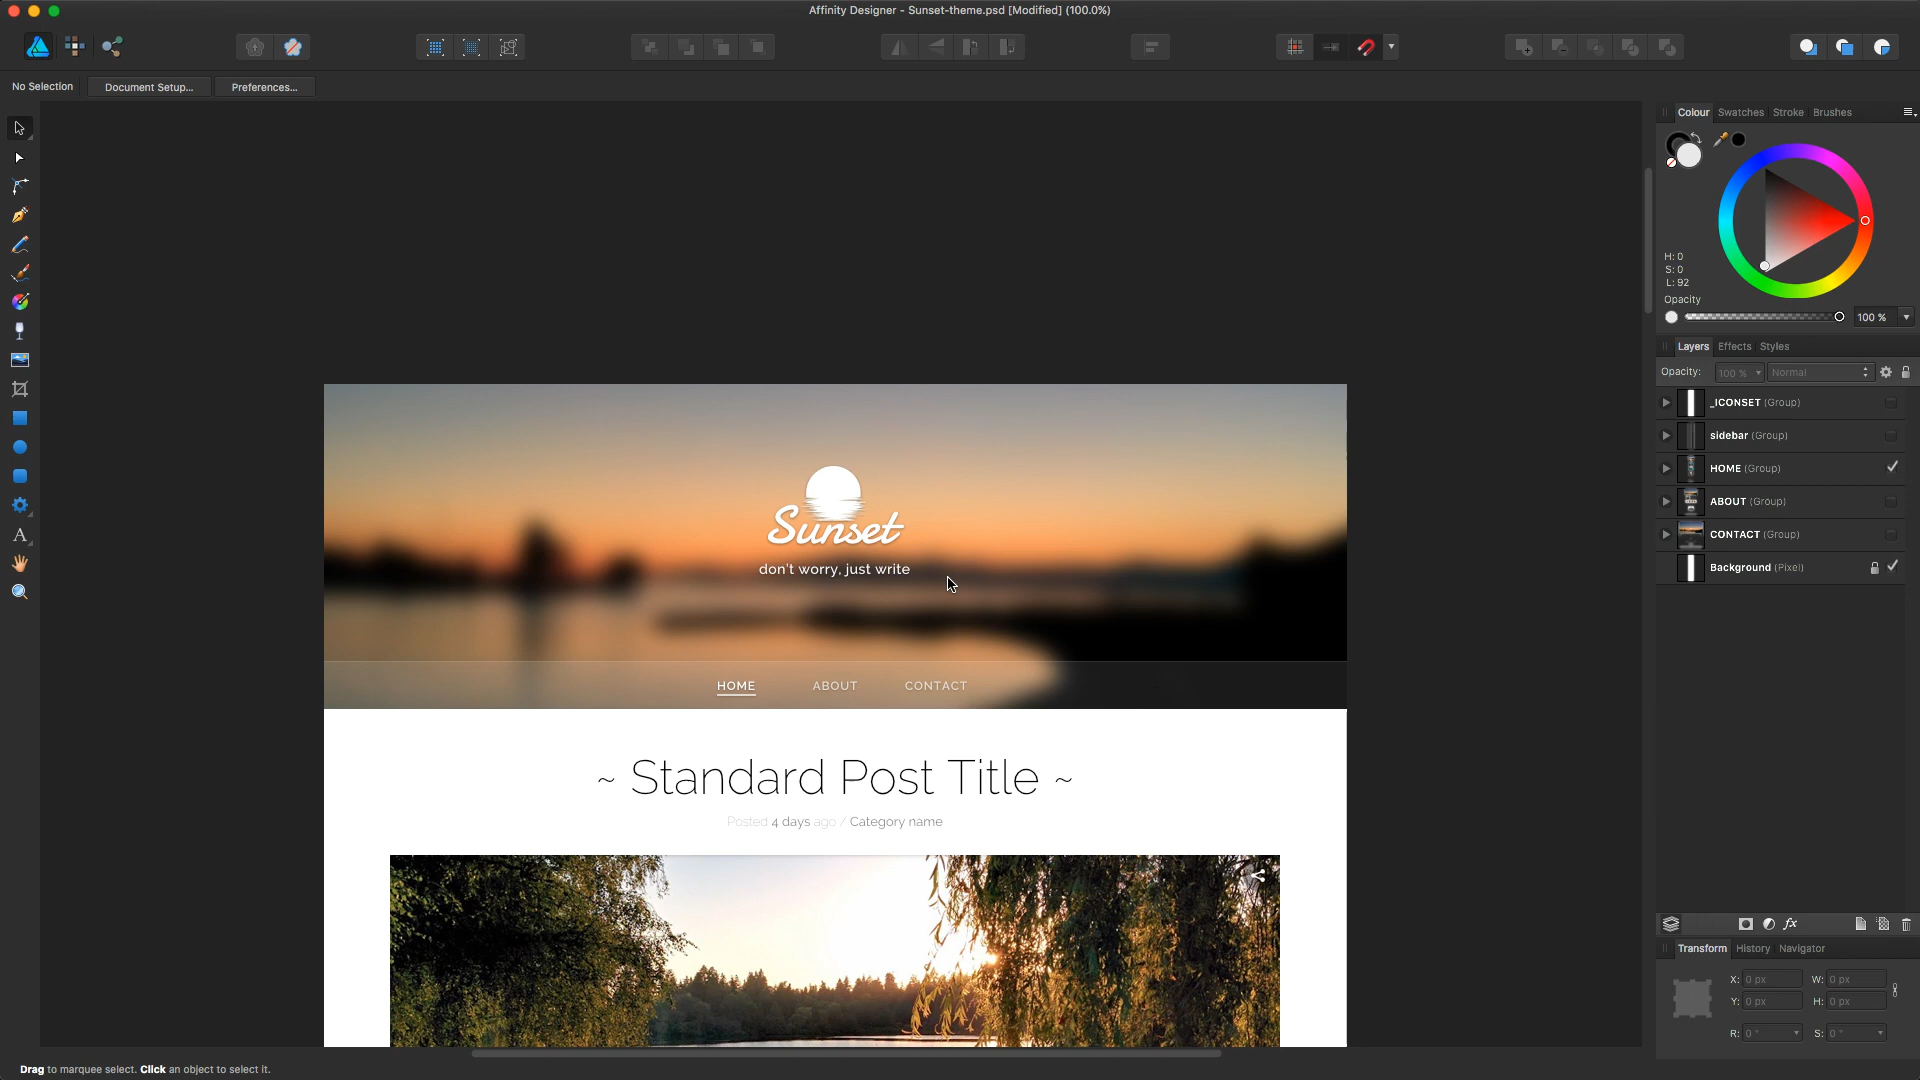 Affinity Designer - Sunset-theme.psd [Modified] (100.0%)
No Selection
Document Setup...
Preferences...
Colour Swatches Stroke Brushes
H: 0
S: 0
L: 92
Opacity
100 %
Layers Effects Styles
Opacity: 100 % Normal
_ICONSET (Group)
sidebar (Group)
HOME (Group)
ABOUT (Group)
CONTACT (Group)
Background (Pixel)
Sunset
don't worry, just write
HOME ABOUT CONTACT
~ Standard Post Title ~
Posted 4 days ago / Category name
fx
Transform History Navigator
X: 0 px W: 0 px
Y: 0 px H: 0 px
R: 0 ° S: 0 °
Drag to marquee select. Click an object to select it.